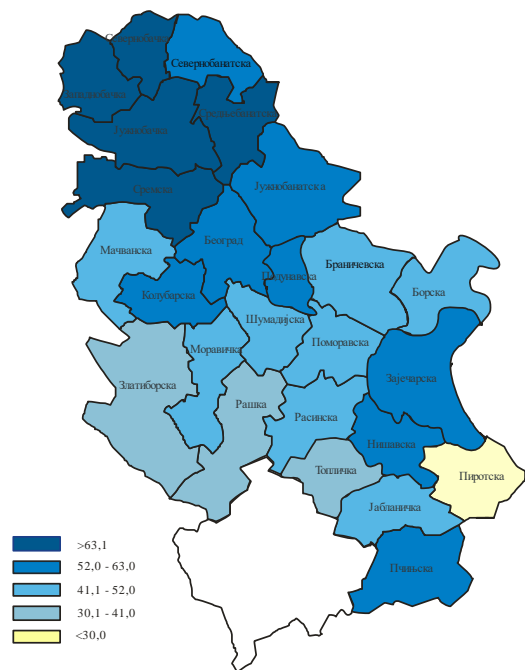 Севернобачка
Севернобанатска
Западнобачка
Средњобанатска
Јужнобачка
Сремска
Јужнобанатска
Београд
Мачванска
Подунавска
Браничевска
Колубарска
Борска
Шумадијска
Моравичка
Поморавска
Златиборска
Зајечарска
Рашка
Расинска
Нишавска
Топличка
Пиротска
Јабланичка
Пчињска
>63,1
52,0 - 63,0
41,1 - 52,0
30,1 - 41,0
<30,0